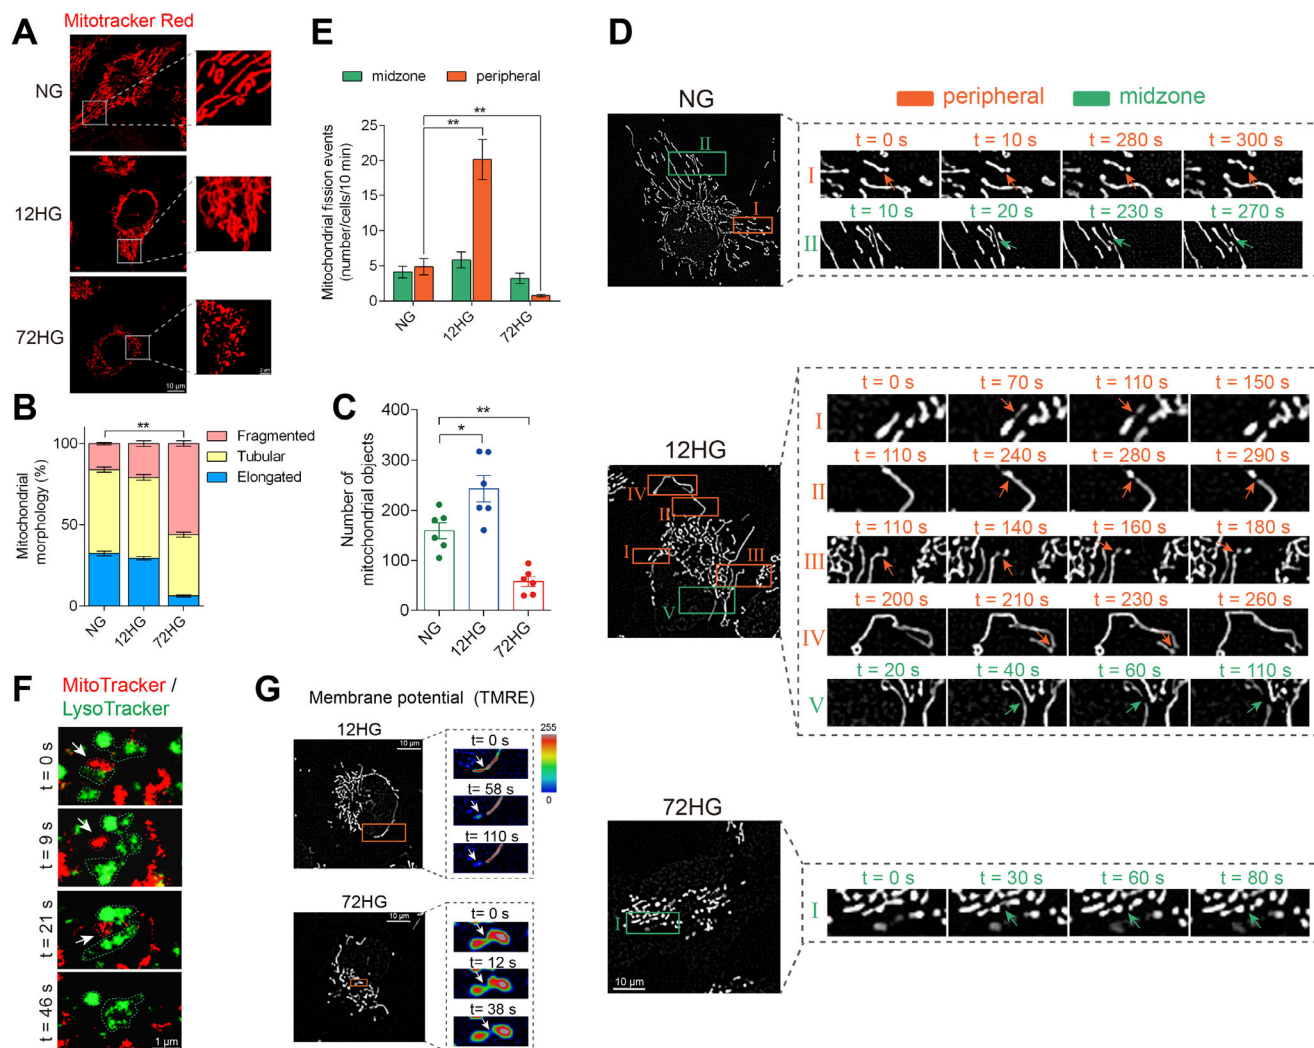 A
Mitotracker Red
NG
12HG
72HG
10 µm
2 µm
B
**
Mitochondrial
morphology (%)
100
50
0
NG
12HG
72HG
Fragmented
Tubular
Elongated
C
Number of
mitochondrial objects
400
300
200
100
0
*
**
NG
12HG
72HG
E
midzone
peripheral
Mitochondrial fission events
(number/cells/10 min)
25
20
15
10
5
0
**
**
NG
12HG
72HG
F
MitoTracker /
LysoTracker
t = 0 s
t = 9 s
t = 21 s
t = 46 s
1 µm
G
Membrane potential (TMRE)
12HG
10 µm
t= 0 s
t= 58 s
t= 110 s
255
0
72HG
10 µm
t= 0 s
t= 12 s
t= 38 s
D
peripheral
midzone
NG
II
I
I
t = 0 s
t = 10 s
t = 280 s
t = 300 s
II
t = 10 s
t = 20 s
t = 230 s
t = 270 s
12HG
IV
II
I
III
V
I
t = 0 s
t = 70 s
t = 110 s
t = 150 s
II
t = 110 s
t = 240 s
t = 280 s
t = 290 s
III
t = 110 s
t = 140 s
t = 160 s
t = 180 s
IV
t = 200 s
t = 210 s
t = 230 s
t = 260 s
V
t = 20 s
t = 40 s
t = 60 s
t = 110 s
72HG
I
10 µm
I
t = 0 s
t = 30 s
t = 60 s
t = 80 s